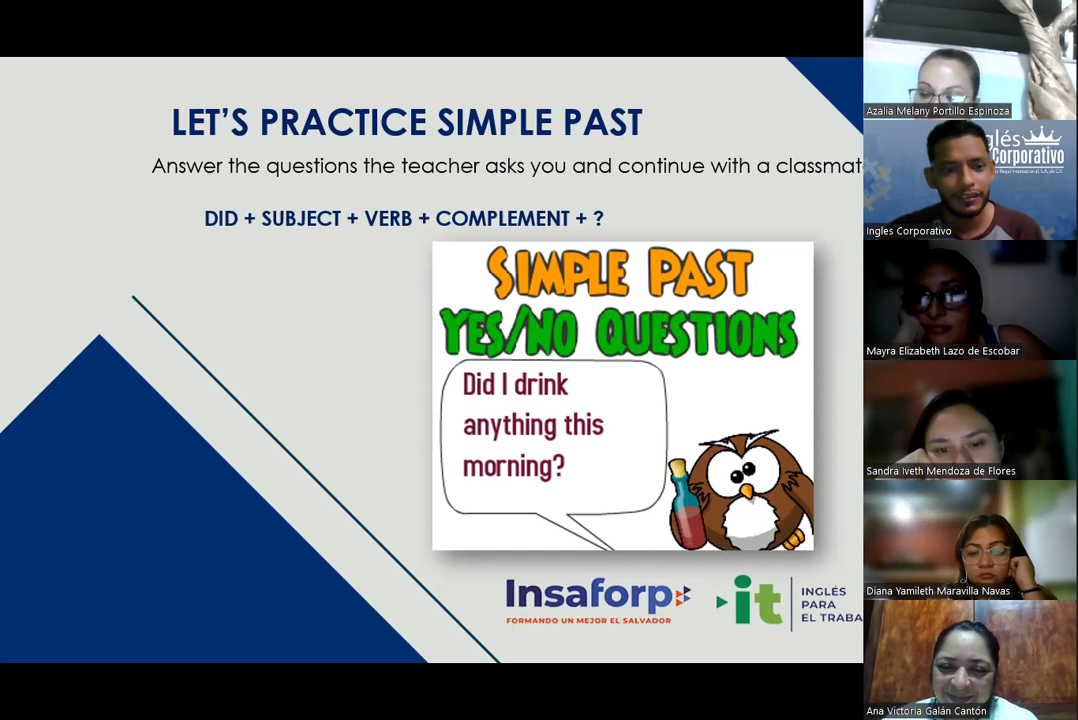 LET'S PRACTICE SIMPLE PAST
Answer the questions the teacher asks you and continue with a classmat
DID + SUBJECT + VERB + COMPLEMENT + ?
SIMPLE PAST
YES/NO QUESTIONS
Did I drink
anything this
morning?
Insaforp
FORMANDO UN MEJOR EL SALVADOR
it
INGLÉS
PARA
EL TRABA
Azalia Melany Portillo Espinoza
glés
corporativo
Ingles Corporativo
Mayra Elizabeth Lazo de Escobar
Sandra Iveth Mendoza de Flores
Diana Yamileth Maravilla Navas
Ana Victoria Galán Cantón